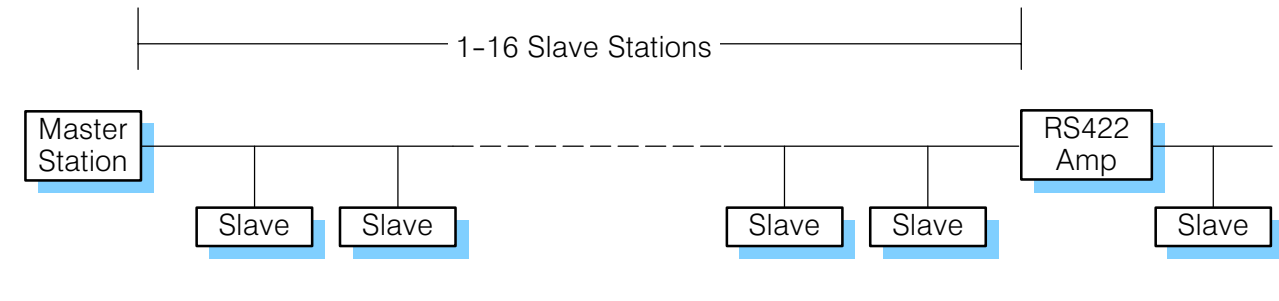 1–16 Slave Stations
Master
Station
RS422
Amp
Slave
Slave
Slave
Slave
Slave